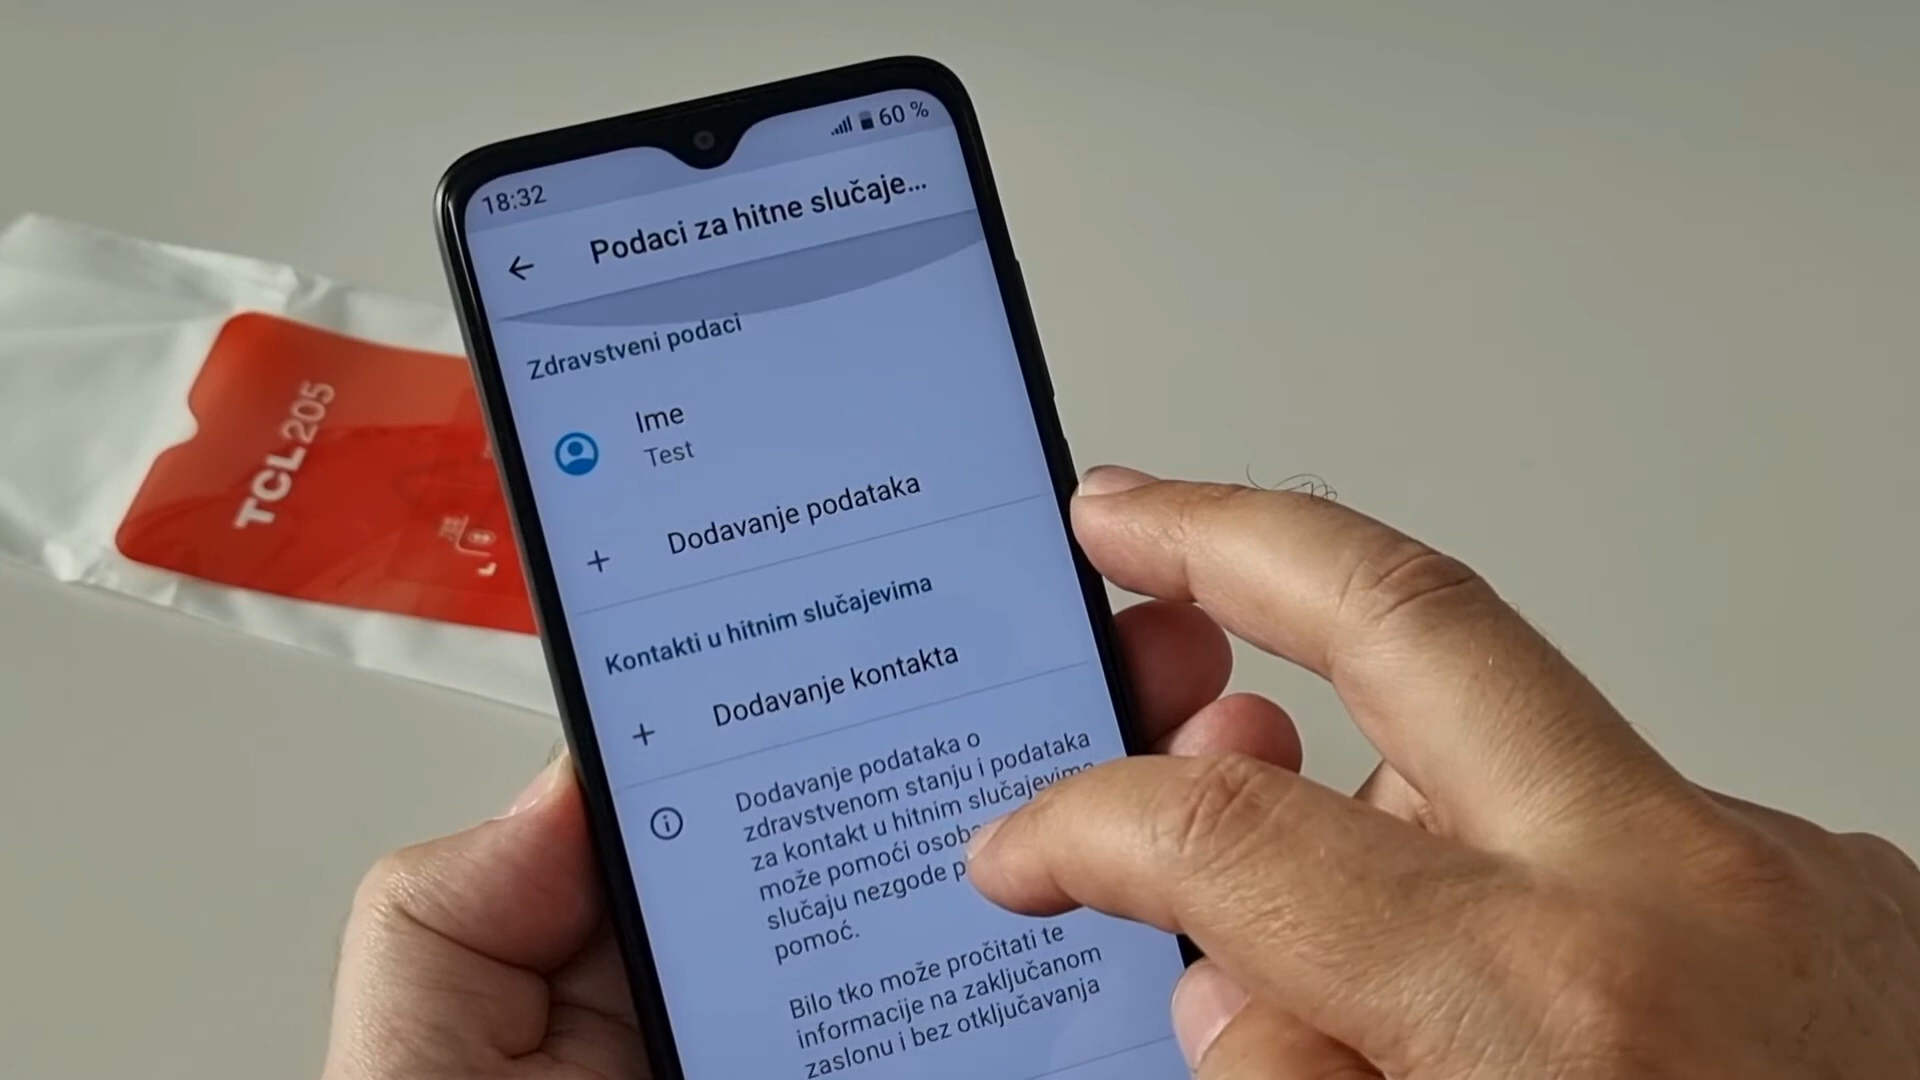 18:32
60 %
Podaci za hitne slučaje...
Zdravstveni podaci
Ime
Test
Dodavanje podataka
Kontakti u hitnim slučajevima
Dodavanje kontakta
Dodavanje podataka o
zdravstvenom stanju i podataka
za kontakt u hitnim slučajevima
može pomoći
slučaju nezgode
pomoć.
Bilo tko može pročitati te
informacije na zaključanom
zaslonu i bez otključavanja
TCL 205